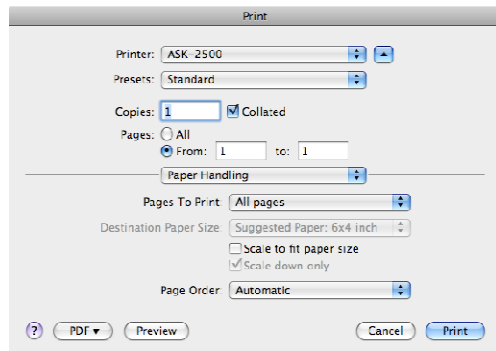 Print
Printer: ASK-2500
Presets: Standard
Copies: 1 Collated
Pages: All
From: 1 to: 1
Paper Handling
Pages To Print: All pages
Destination Paper Size: Suggested Paper: 6x4 inch
Scale to fit paper size
Scale down only
Page Order: Automatic
? PDF▾ Preview Cancel Print